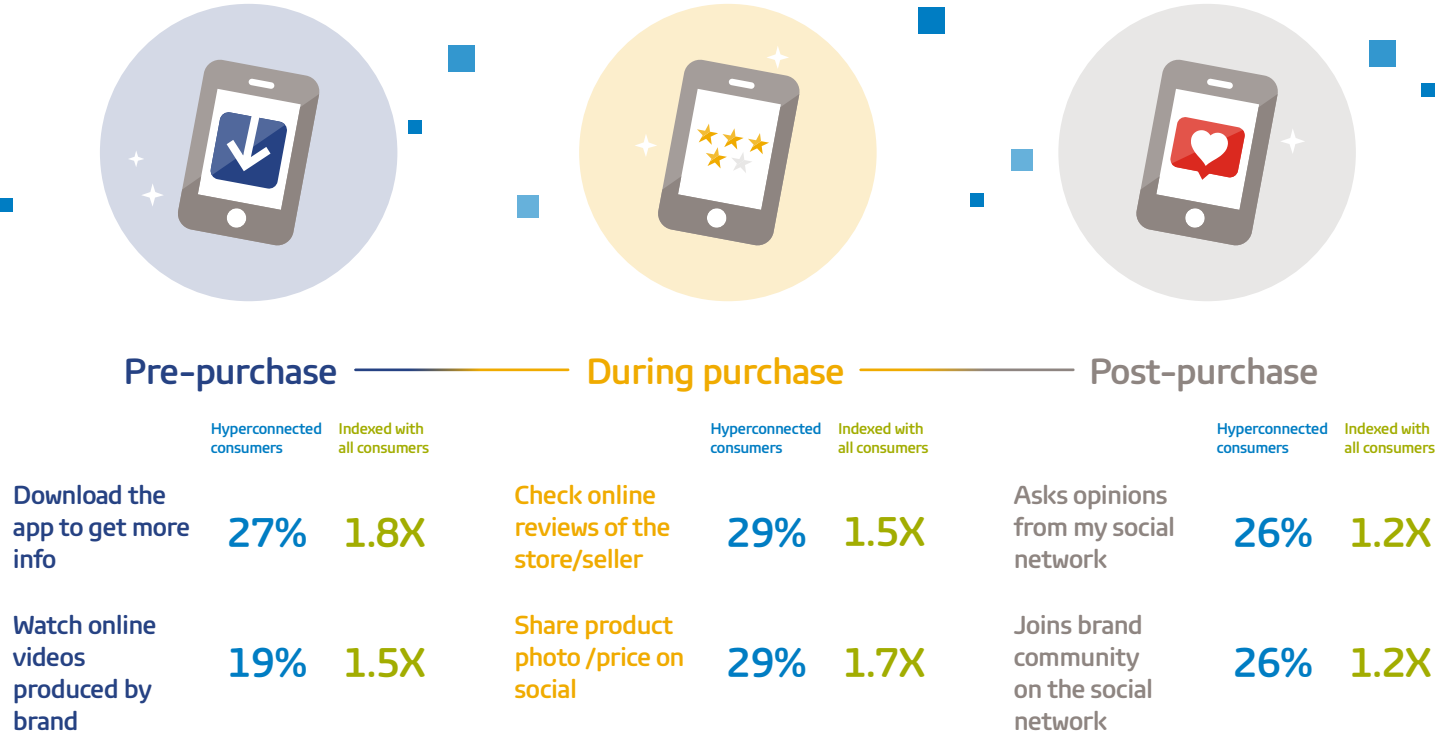 Pre-purchase
During purchase
Post-purchase
Hyperconnected
consumers
Indexed with
all consumers
Download the
app to get more
info
27%
1.8X
Watch online
videos
produced by
brand
19%
1.5X
Hyperconnected
consumers
Indexed with
all consumers
Check online
reviews of the
store/seller
29%
1.5X
Share product
photo /price on
social
29%
1.7X
Hyperconnected
consumers
Indexed with
all consumers
Asks opinions
from my social
network
26%
1.2X
Joins brand
community
on the social
network
26%
1.2X